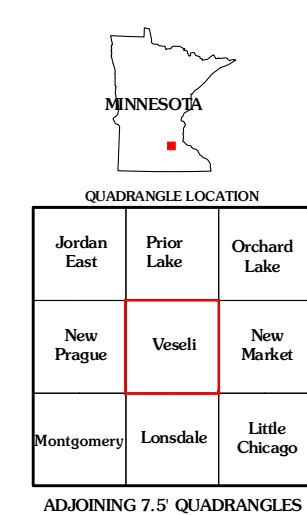 MINNESOTA
QUADRANGLE LOCATION
Jordan
East
Prior
Lake
Orchard
Lake
New
Prague
Veseli
New
Market
Montgomery
Lonsdale
Little
Chicago
ADJOINING 7.5' QUADRANGLES